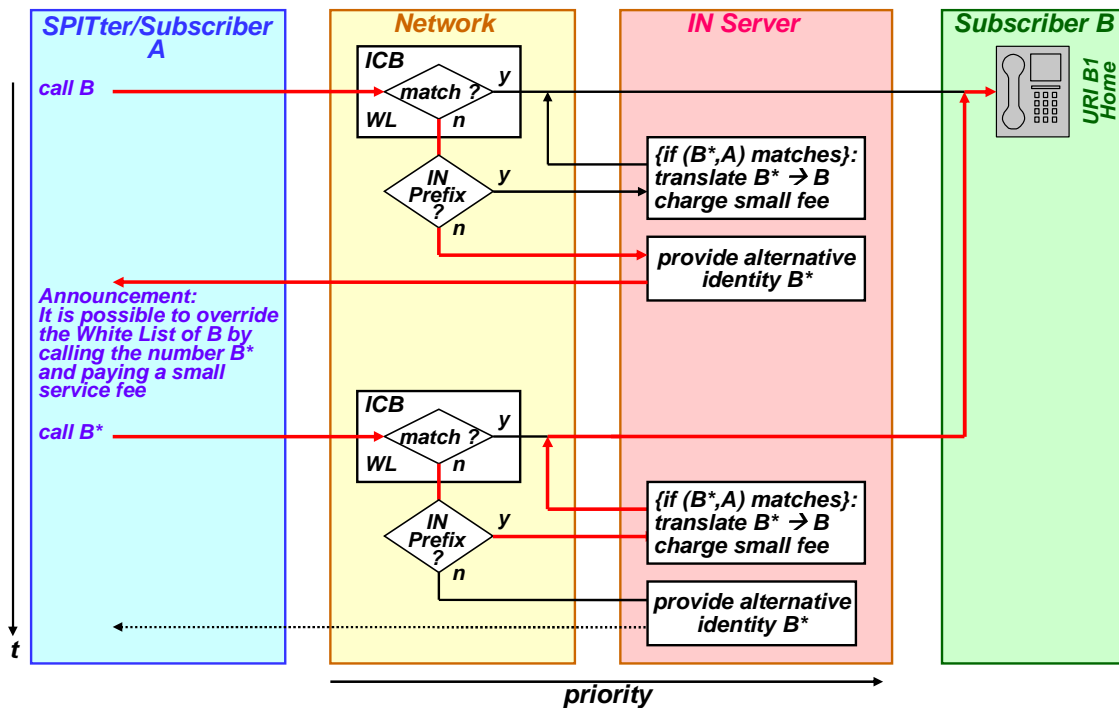 SPITter/Subscriber
A
Network
IN Server
Subscriber B
call B
ICB
match ?
y
WL
n
URI B1
Home
IN
Prefix
?
y
n
{if (B*,A) matches}:
translate B* → B
charge small fee
provide alternative
identity B*
Announcement:
It is possible to override
the White List of B by
calling the number B*
and paying a small
service fee
call B*
ICB
match ?
y
WL
n
IN
Prefix
?
y
n
{if (B*,A) matches}:
translate B* → B
charge small fee
provide alternative
identity B*
t
priority